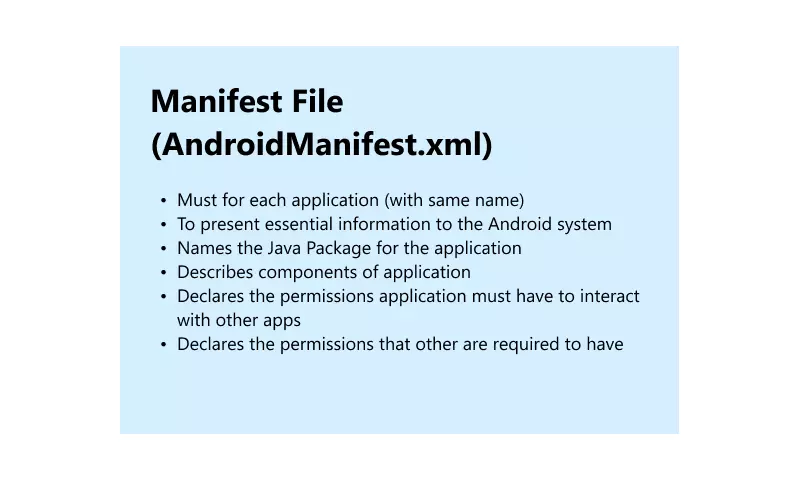 Manifest File
(AndroidManifest.xml)
• Must for each application (with same name)
• To present essential information to the Android system
• Names the Java Package for the application
• Describes components of application
• Declares the permissions application must have to interact
with other apps
• Declares the permissions that other are required to have